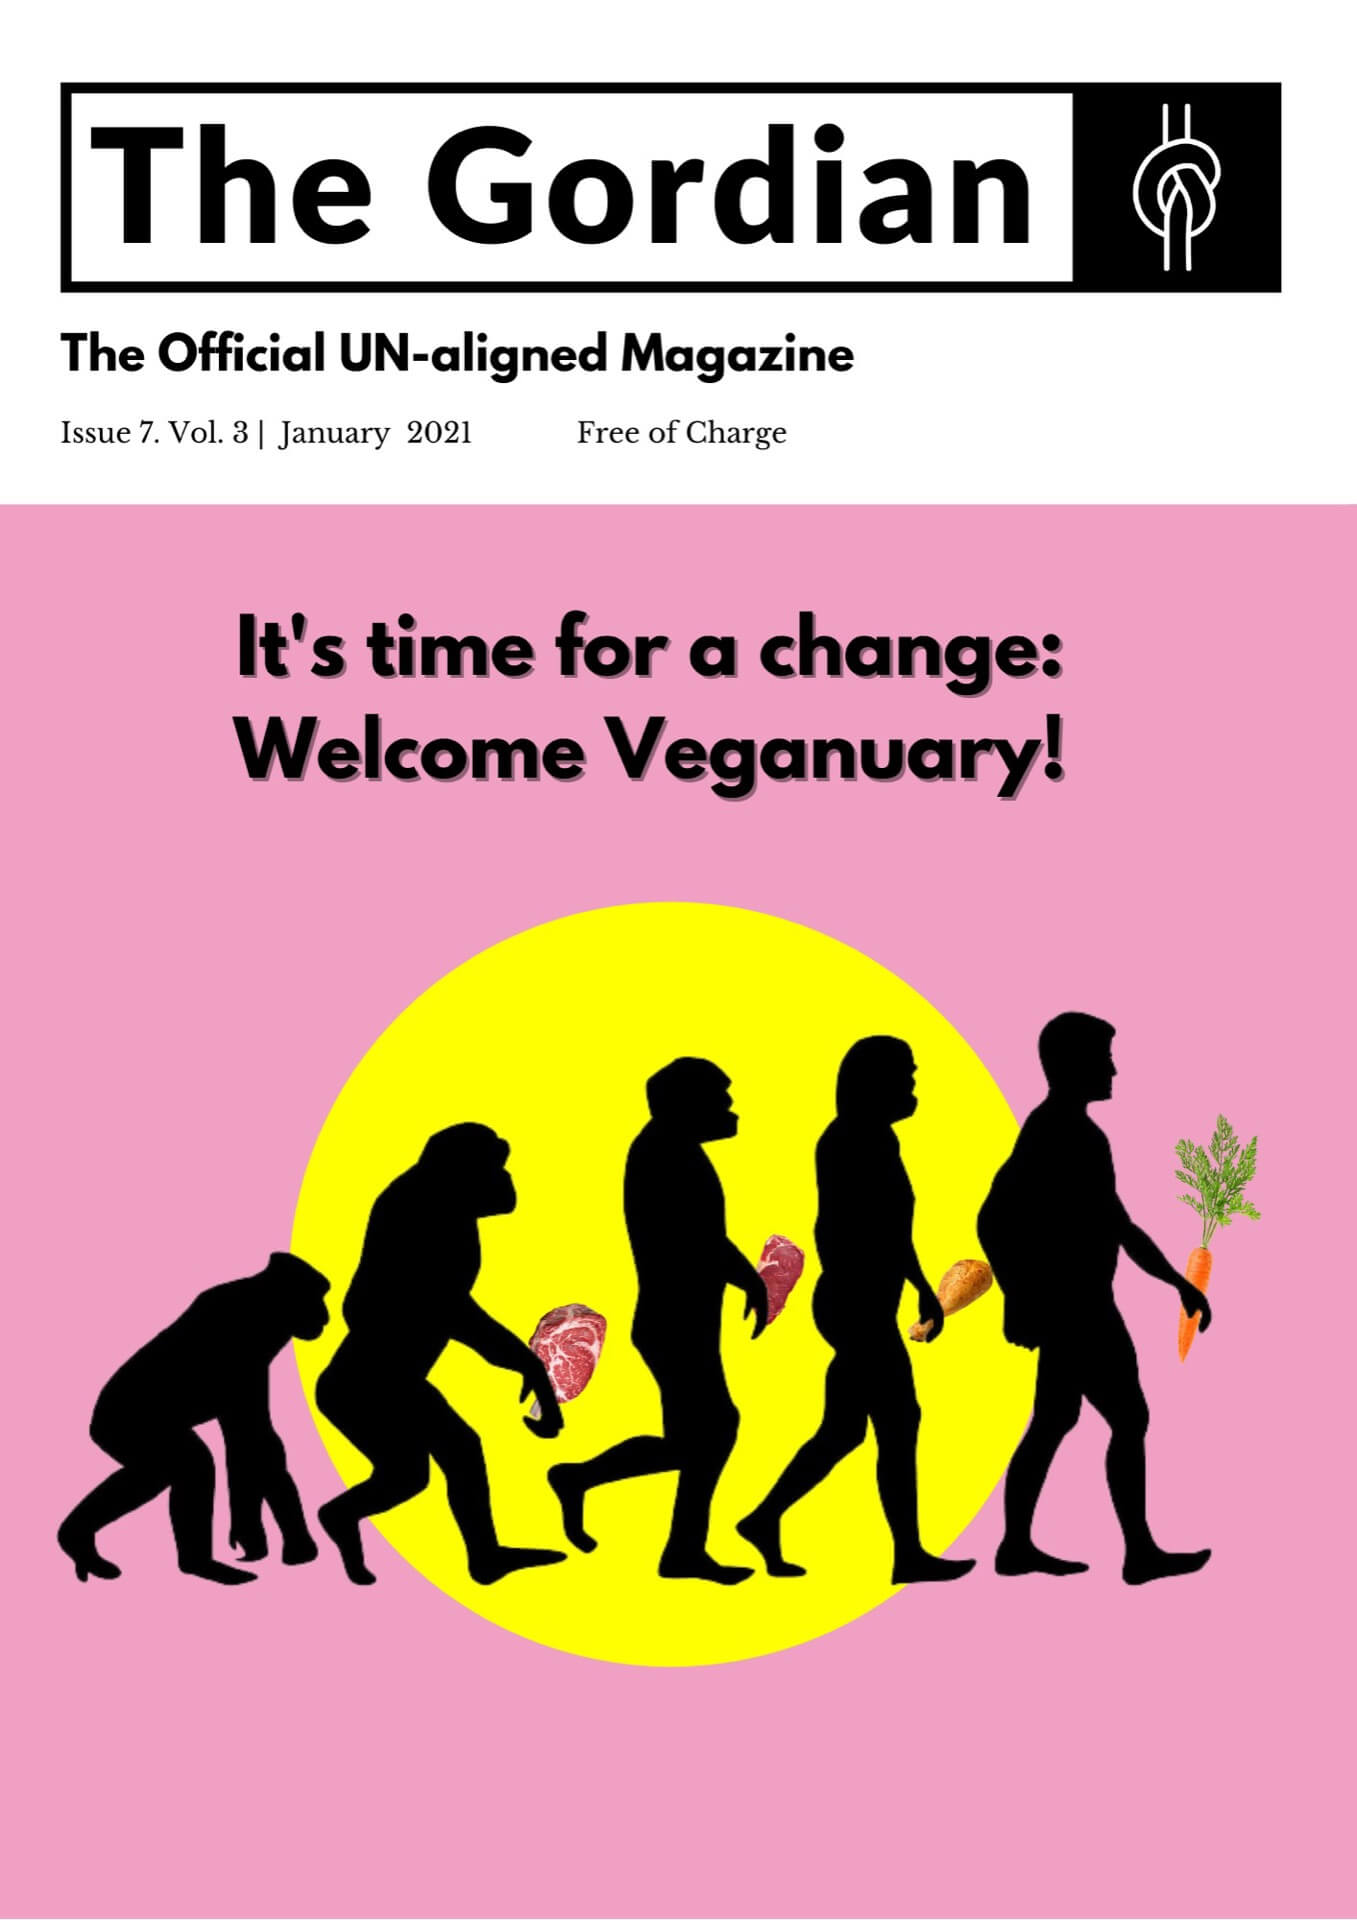 The Gordian
The Official UN-aligned Magazine
Issue 7. Vol. 3 | January 2021 Free of Charge
It's time for a change:
Welcome Veganuary!